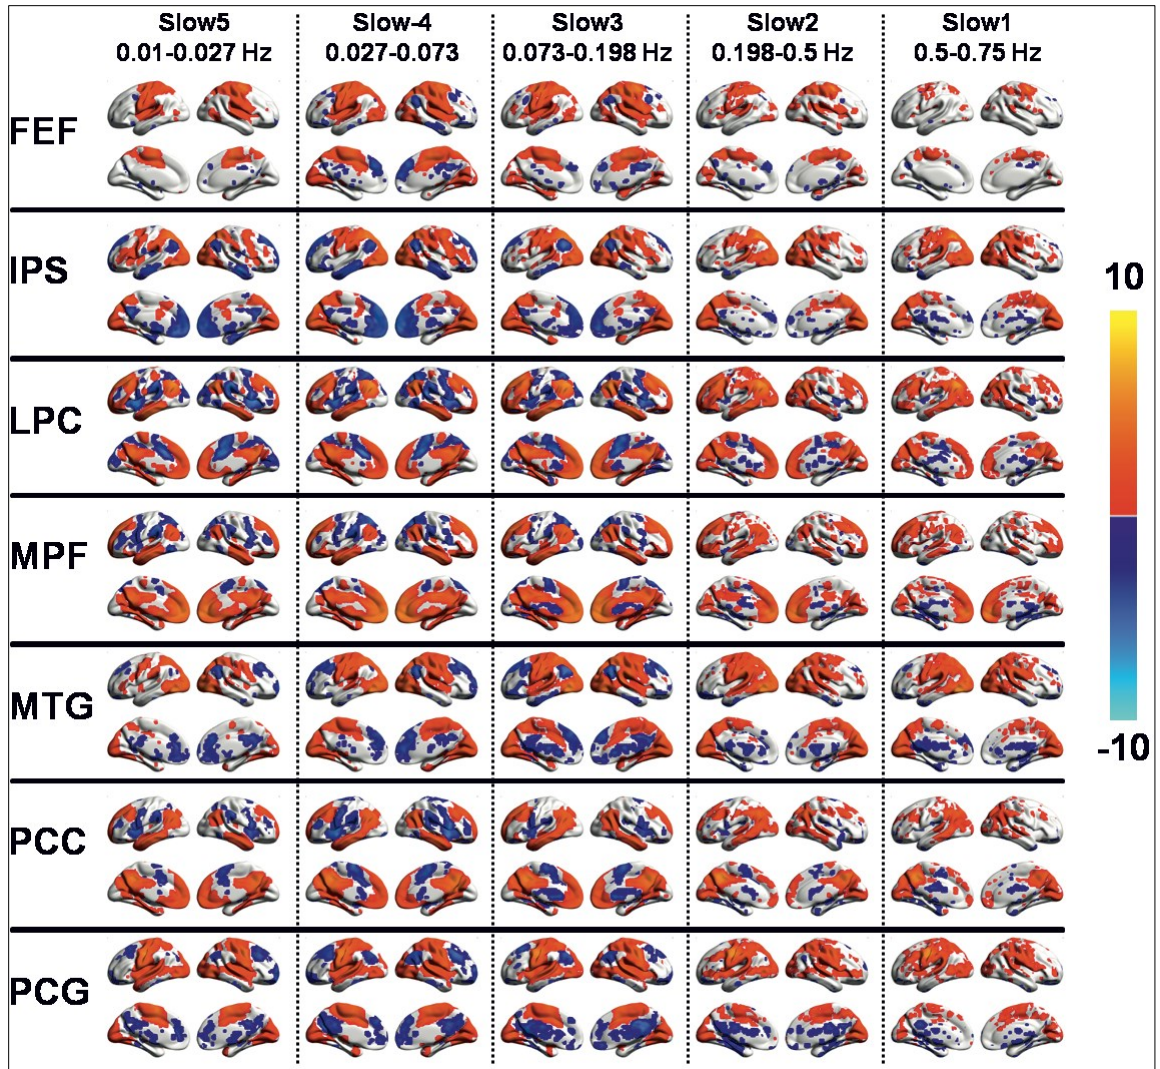 Slow5 Slow-4 Slow3 Slow2 Slow1
0.01-0.027 Hz 0.027-0.073 0.073-0.198 Hz 0.198-0.5 Hz 0.5-0.75 Hz
FEF
IPS
10
LPC
MPF
MTG
-10
PCC
PCG